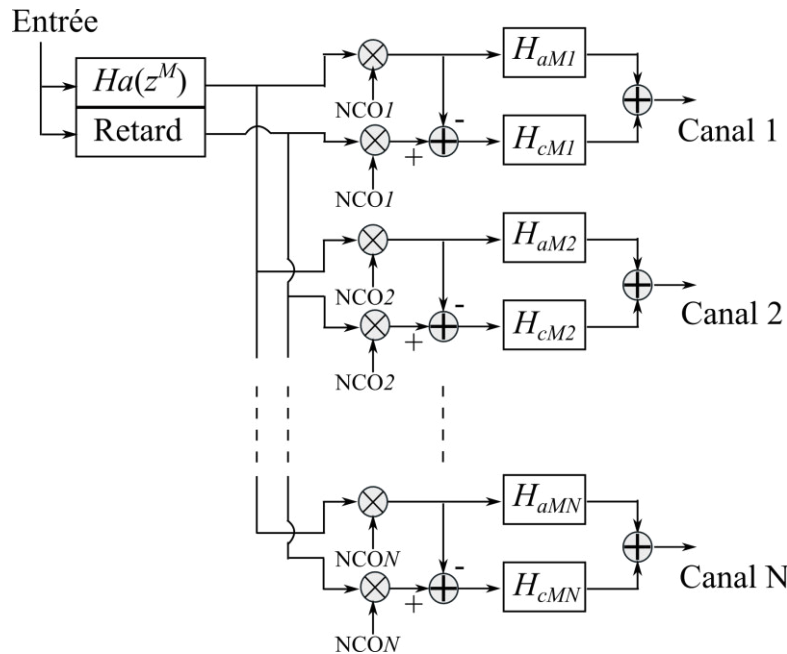 Entrée
Ha(z^M)
Retard
NCO1
-
+
NCO1
H_aM1
H_cM1
Canal 1
NCO2
-
+
NCO2
H_aM2
H_cM2
Canal 2
NCON
-
+
NCON
H_aMN
H_cMN
Canal N